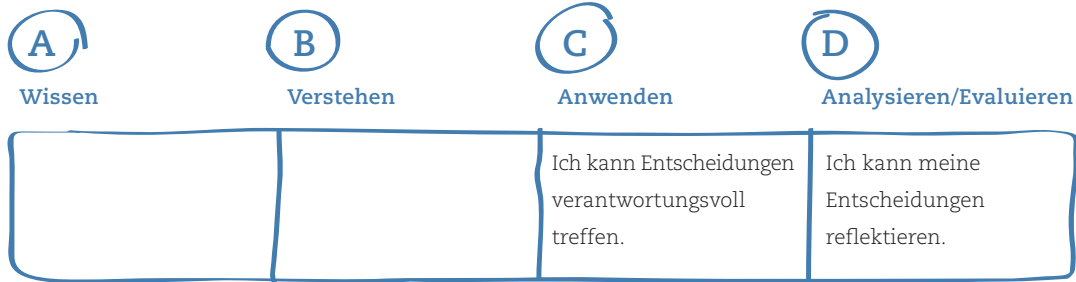 A
B
C
D
Wissen
Verstehen
Anwenden
Analysieren/Evaluieren
Ich kann Entscheidungen
verantwortungsvoll
treffen.
Ich kann meine
Entscheidungen
reflektieren.